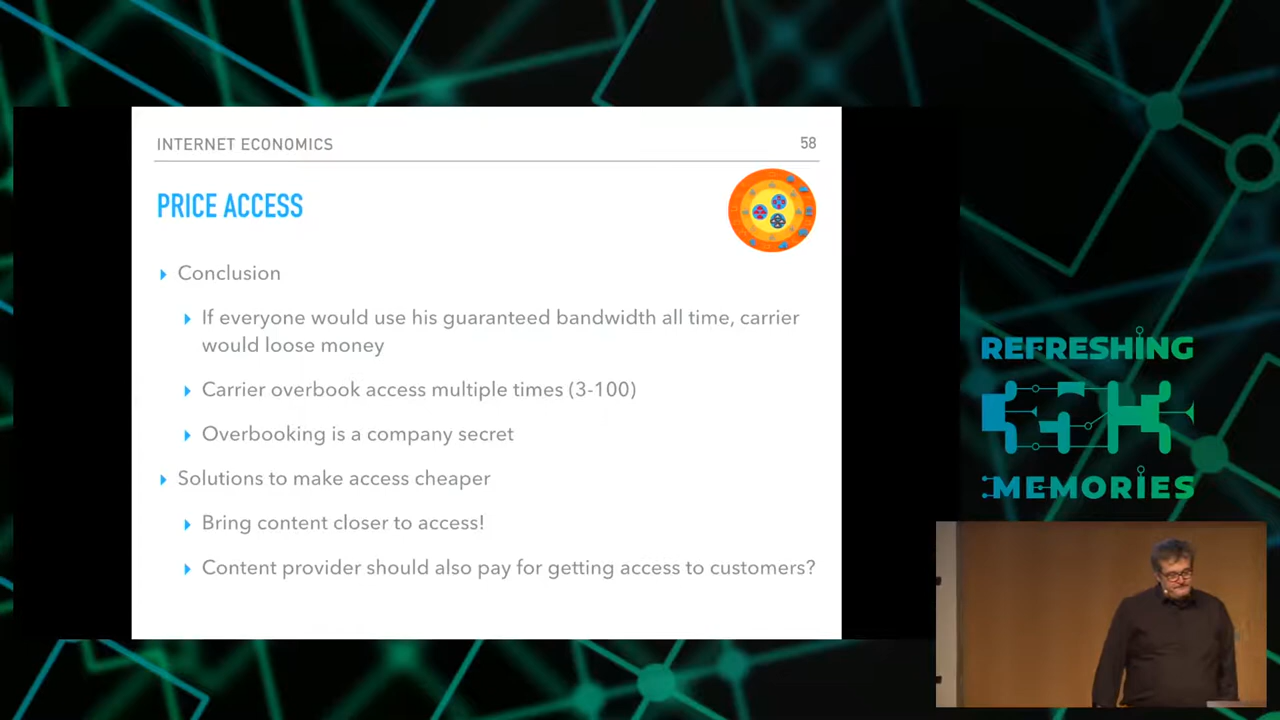 INTERNET ECONOMICS
58
PRICE ACCESS
Conclusion
If everyone would use his guaranteed bandwidth all time, carrier
would loose money
Carrier overbook access multiple times (3-100)
Overbooking is a company secret
Solutions to make access cheaper
Bring content closer to access!
Content provider should also pay for getting access to customers?
REFRESHING
MEMORIES